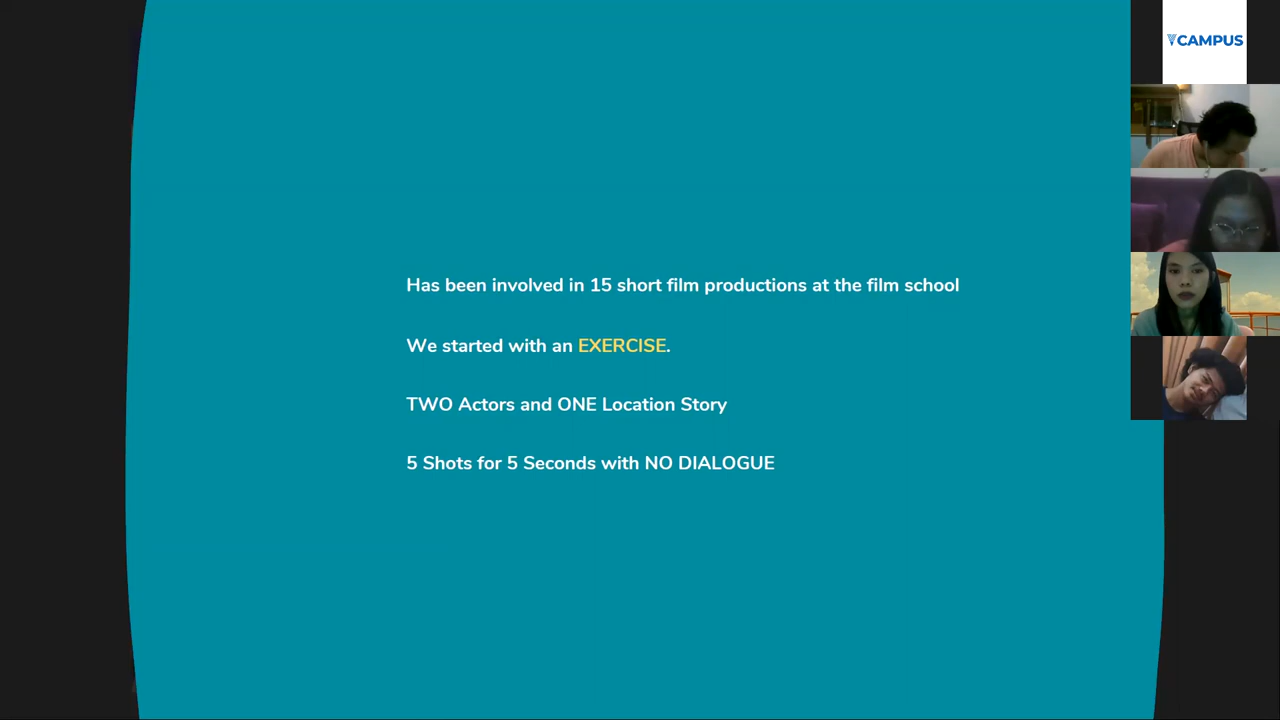 VCAMPUS
Has been involved in 15 short film productions at the film school
We started with an EXERCISE.
TWO Actors and ONE Location Story
5 Shots for 5 Seconds with NO DIALOGUE